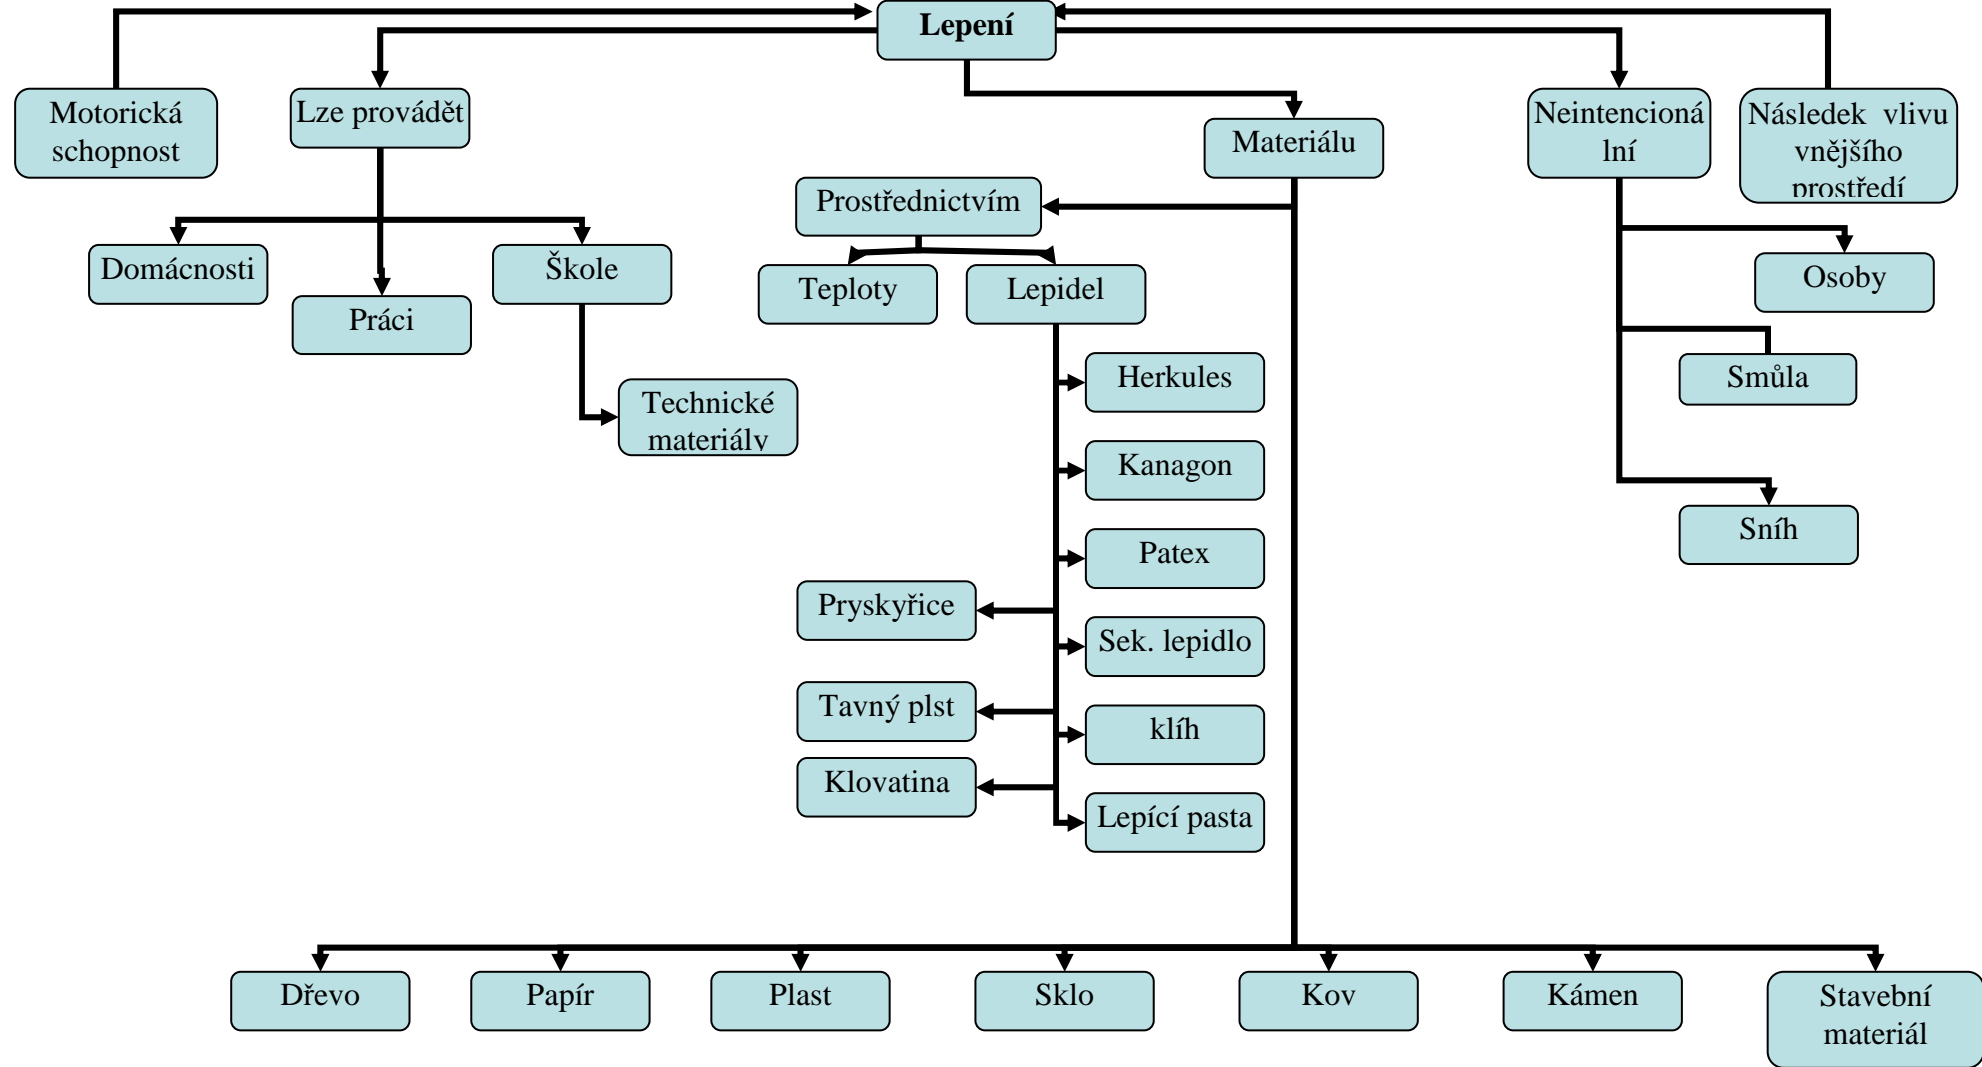 Lepení
Motorická
schopnost
Lze provádět
Materiálu
Neintencioná
lní
Následek vlivu
vnějšího
prostředí
Prostřednictvím
Domácnosti
Práci
Škole
Teploty
Lepidel
Osoby
Technické
materiály
Herkules
Smůla
Kanagon
Sníh
Patex
Pryskyřice
Sek. lepidlo
Tavný plst
klíh
Klovatina
Lepící pasta
Dřevo
Papír
Plast
Sklo
Kov
Kámen
Stavební
materiál